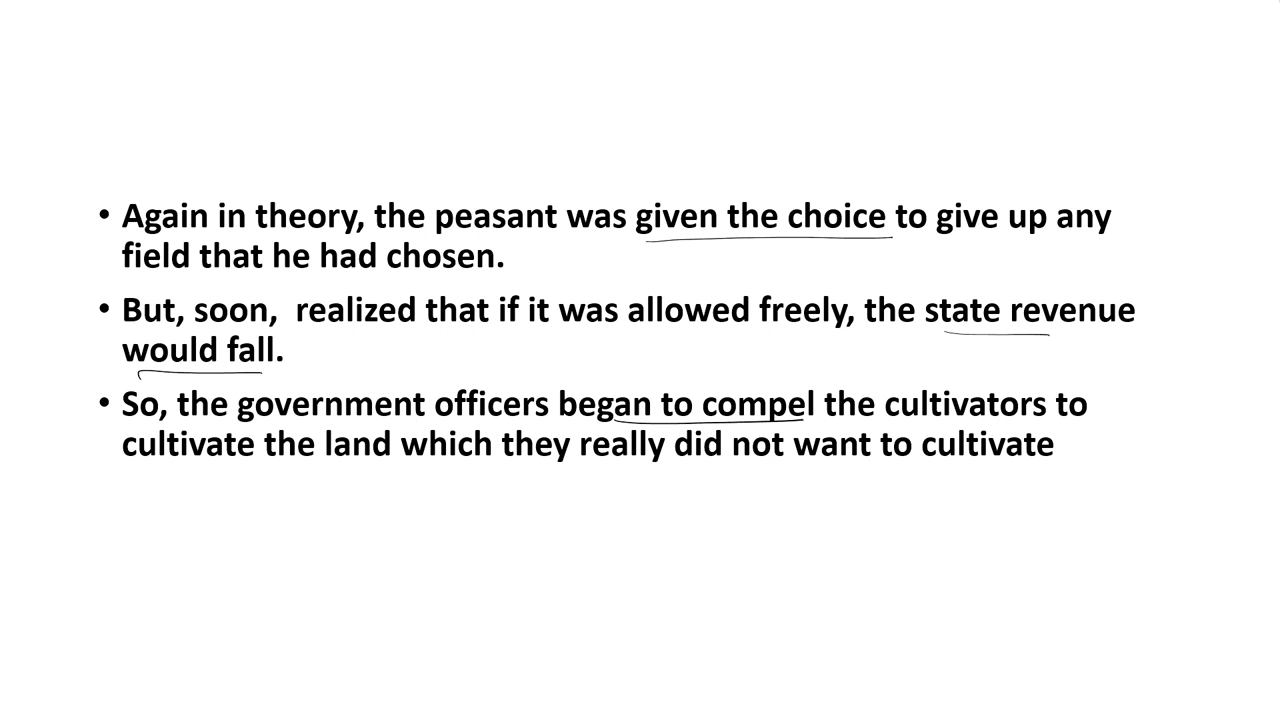 • Again in theory, the peasant was given the choice to give up any
field that he had chosen.
• But, soon,  realized that if it was allowed freely, the state revenue
would fall.
• So, the government officers began to compel the cultivators to
cultivate the land which they really did not want to cultivate